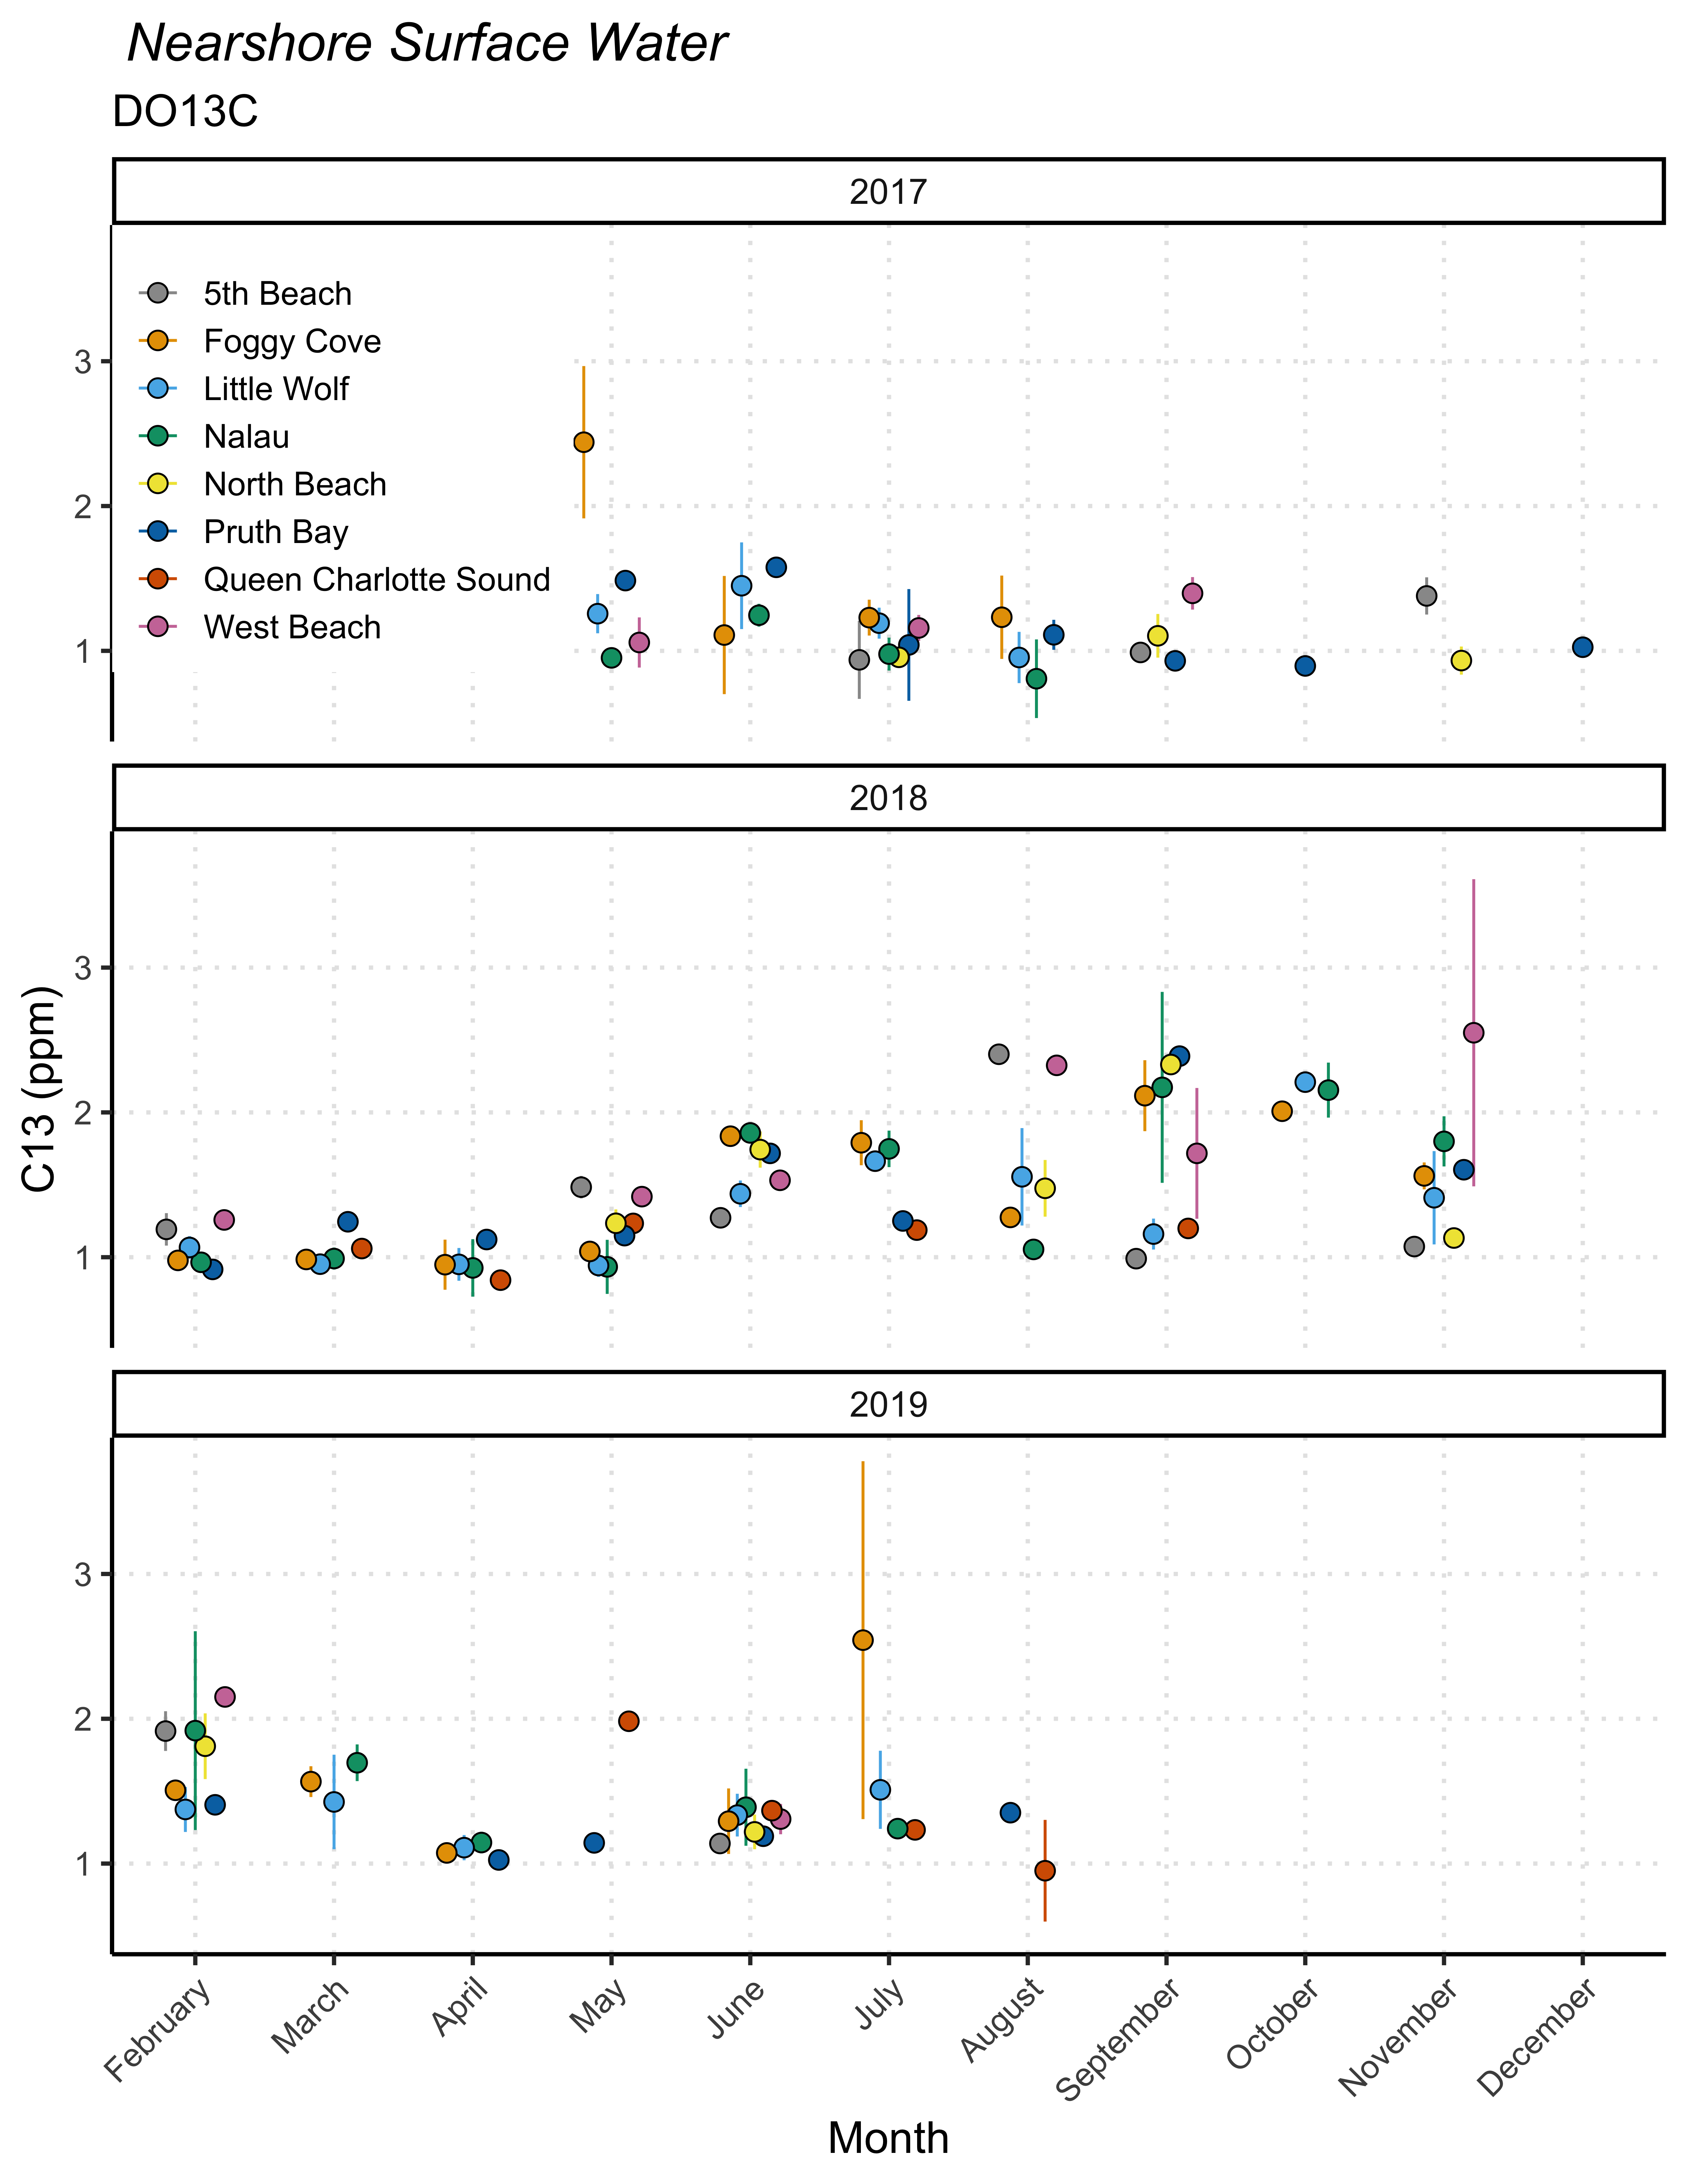 Nearshore Surface Water
DO13C
2017
5th Beach
Foggy Cove
Little Wolf
Nalau
North Beach
Pruth Bay
Queen Charlotte Sound
West Beach
3
2
1
2018
3
2
1
C13 (ppm)
2019
3
2
1
February
March
April
May
June
July
August
September
October
November
December
Month